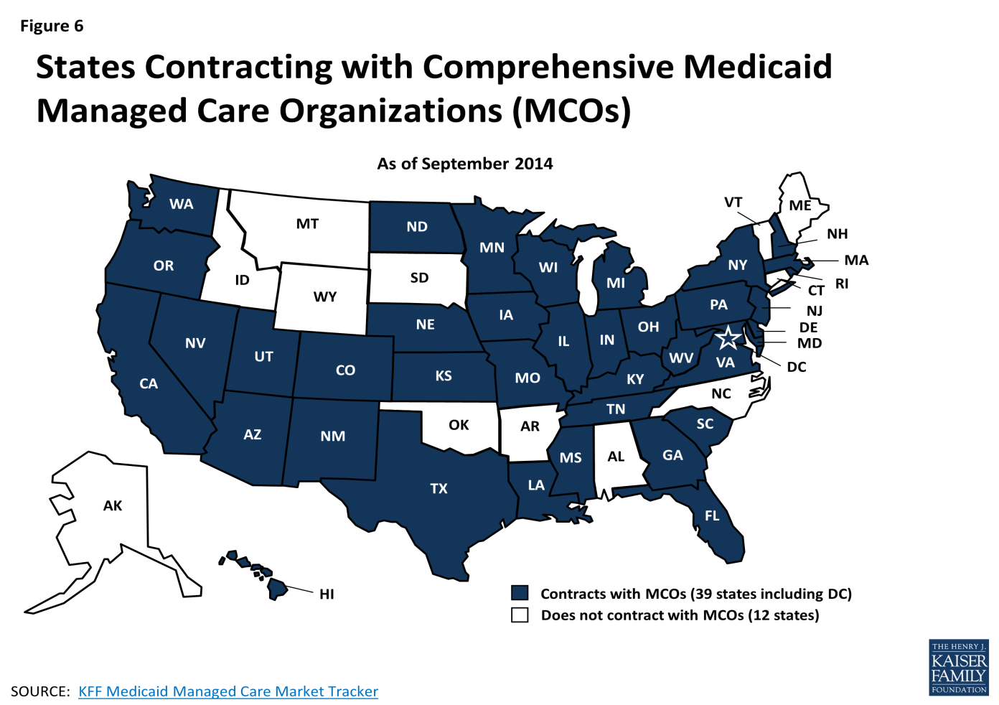 Figure 6
States Contracting with Comprehensive Medicaid
Managed Care Organizations (MCOs)
As of September 2014
WA
MT
ND
MN
VT
ME
NH
OR
ID
SD
WI
MI
NY
MA
WY
RI
CT
NV
UT
NE
IA
PA
NJ
CO
IL
IN
OH
DE
MD
CA
KS
MO
KY
WV
VA
DC
AZ
NM
OK
AR
TN
NC
SC
MS
AL
GA
TX
LA
AK
FL
HI
Contracts with MCOs (39 states including DC)
Does not contract with MCOs (12 states)
THE HENRY J.
KAISER
FAMILY
FOUNDATION
SOURCE: KFF Medicaid Managed Care Market Tracker